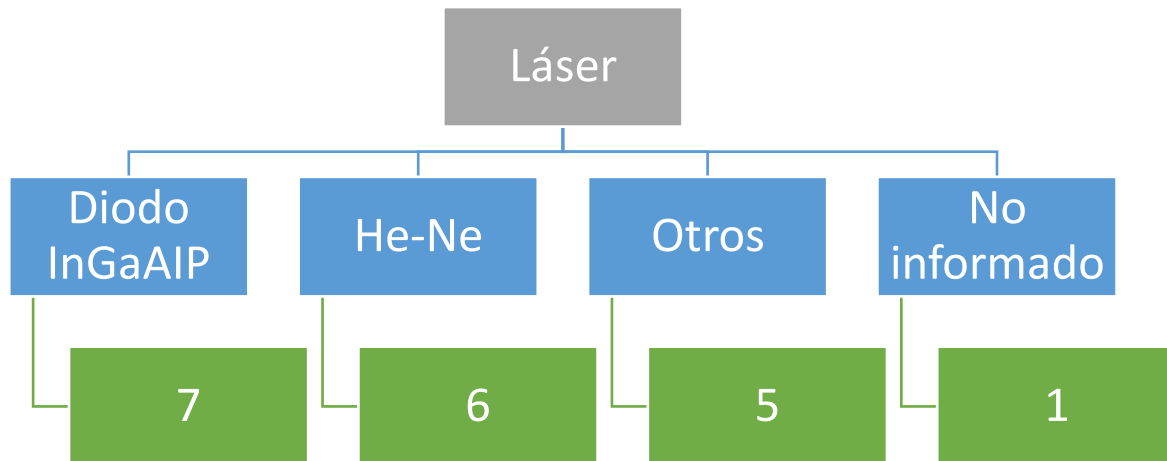 Láser
Diodo
InGaAIP
He-Ne
Otros
No
informado
7
6
5
1